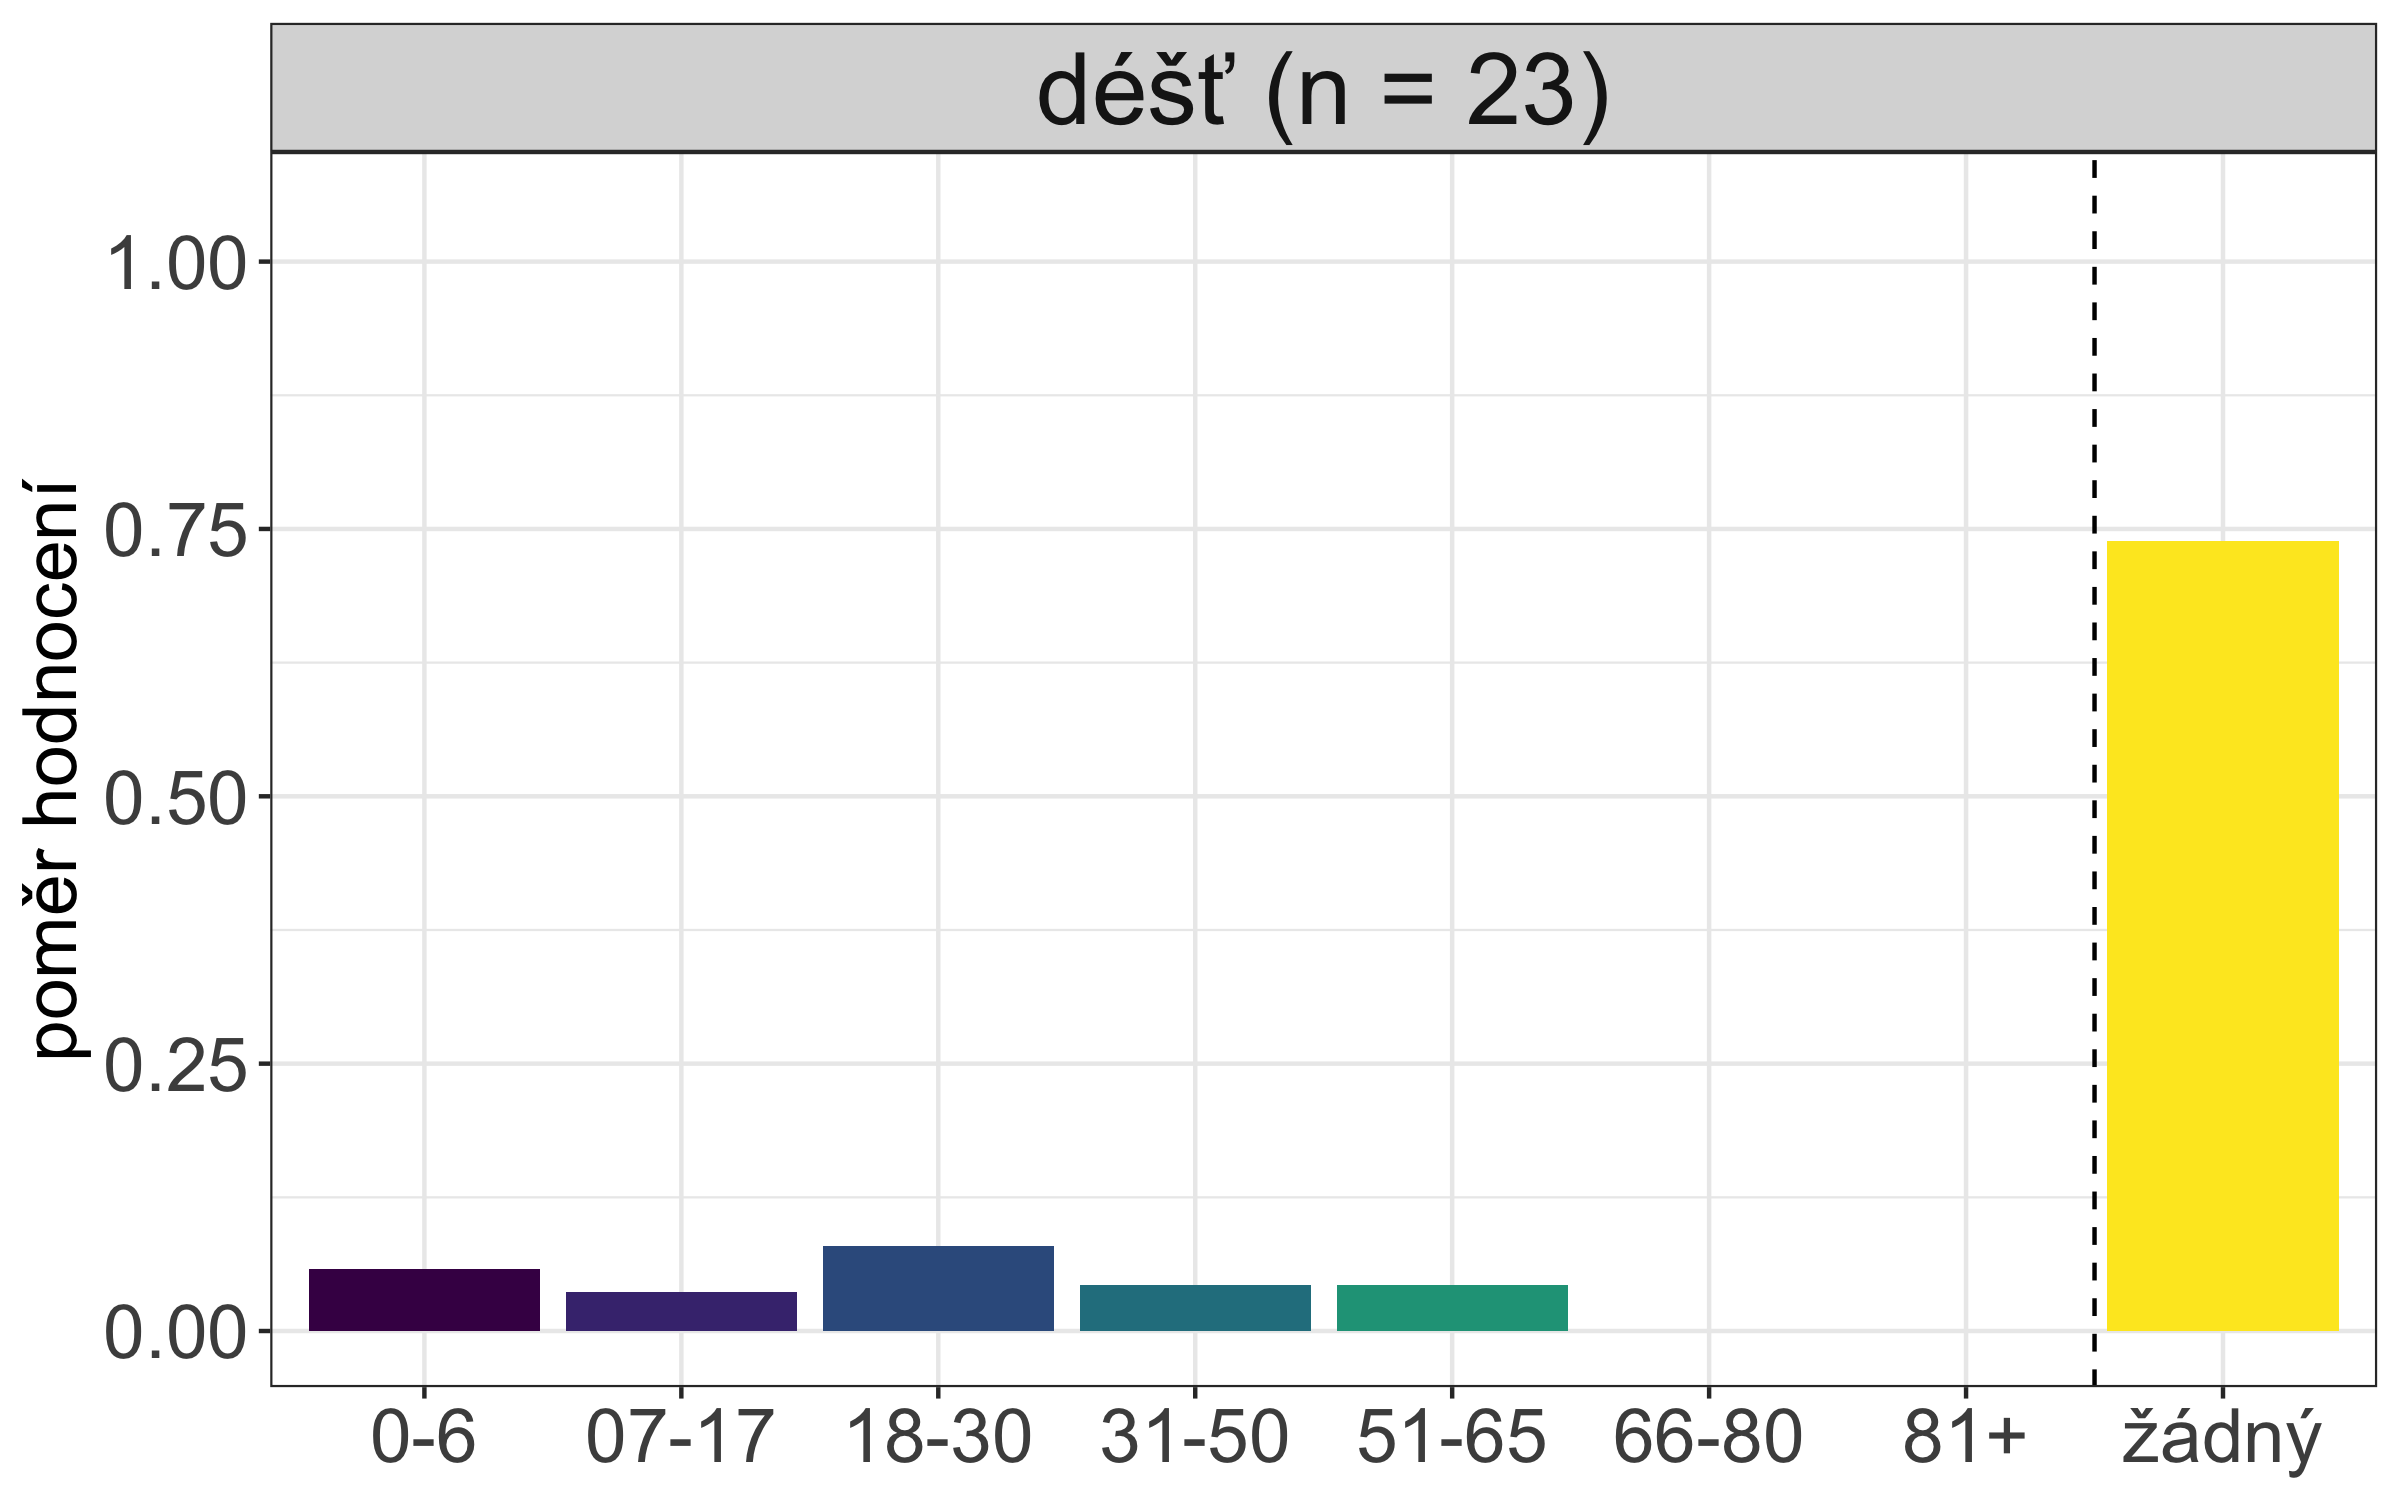 déšť (n = 23)
poměr hodnocení
1.00
0.75
0.50
0.25
0.00
0-6 07-17 18-30 31-50 51-65 66-80 81+ žádný